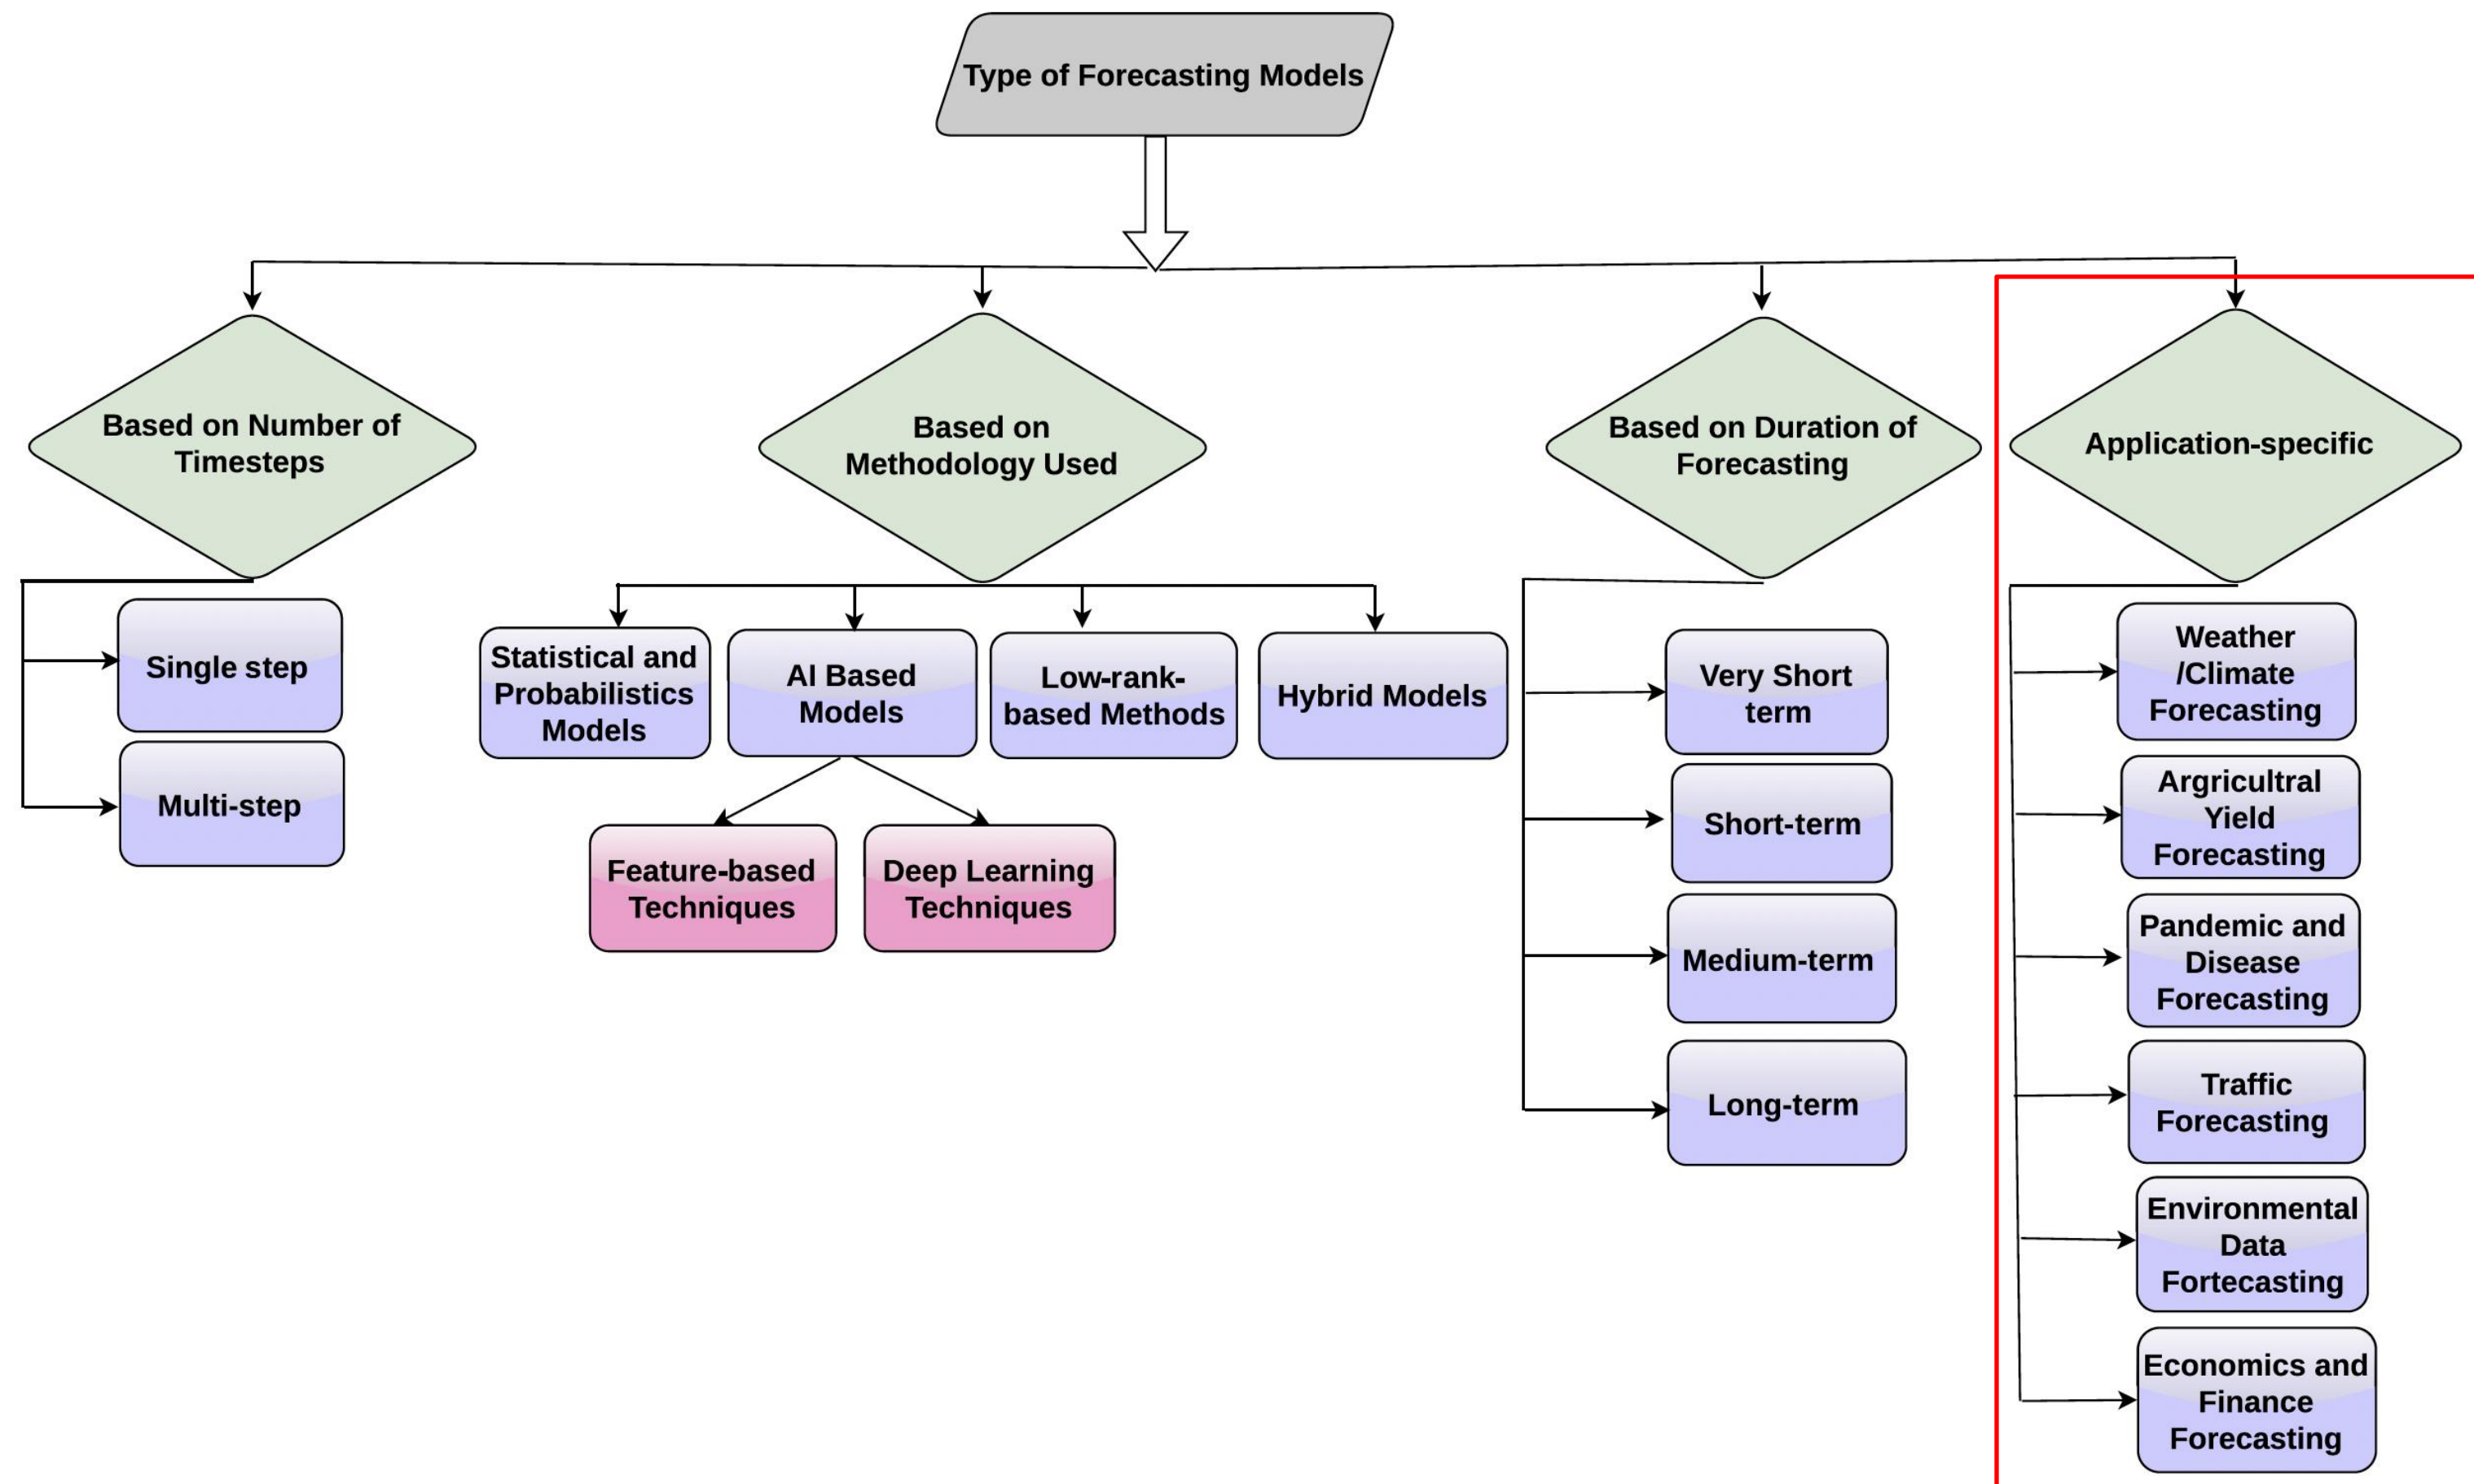 Type of Forecasting Models
Based on Number of
Timesteps
Based on
Methodology Used
Based on Duration of
Forecasting
Application-specific
Single step
Multi-step
Statistical and
Probabilistics
Models
AI Based
Models
Low-rank-
based Methods
Hybrid Models
Feature-based
Techniques
Deep Learning
Techniques
Very Short
term
Short-term
Medium-term
Long-term
Weather
/Climate
Forecasting
Argricultral
Yield
Forecasting
Pandemic and
Disease
Forecasting
Traffic
Forecasting
Environmental
Data
Fortecasting
Economics and
Finance
Forecasting